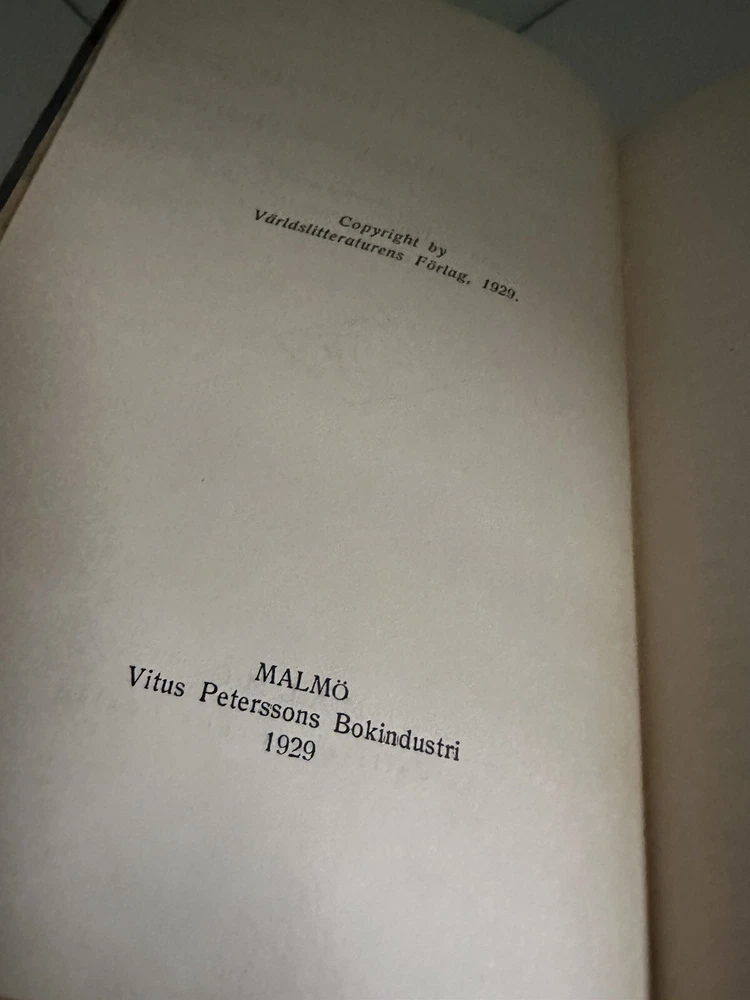 Copyright by
Världslitteraturens Förlag, 1929.
MALMÖ
Vitus Peterssons Bokindustri
1929